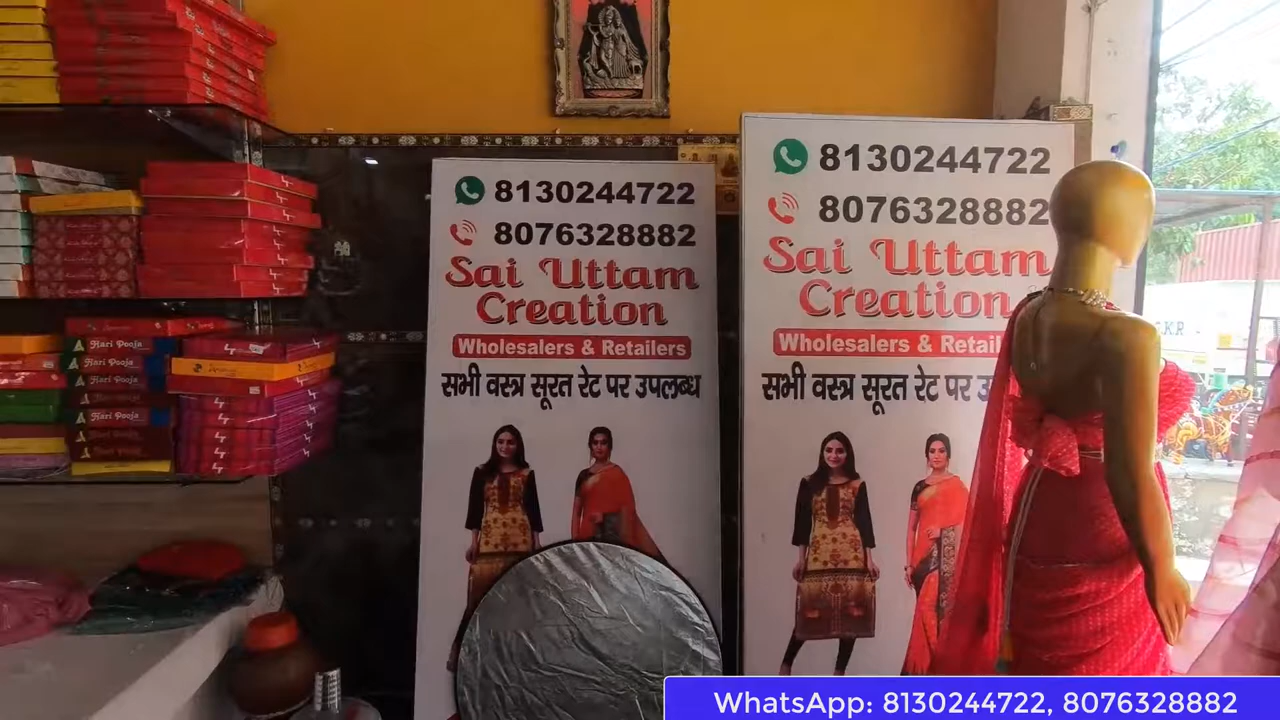 8130244722
8076328882
Sai Uttam
Creation
Wholesalers & Retailers
सभी वस्त्र सूरत रेट पर उपलब्ध
8130244722
8076328882
Sai Uttam
Creation
Wholesalers & Retail
सभी वस्त्र सूरत रेट पर
Hari Pooja
Hari Pooja
Hari Pooja
Hari Pooja
WhatsApp: 8130244722, 8076328882